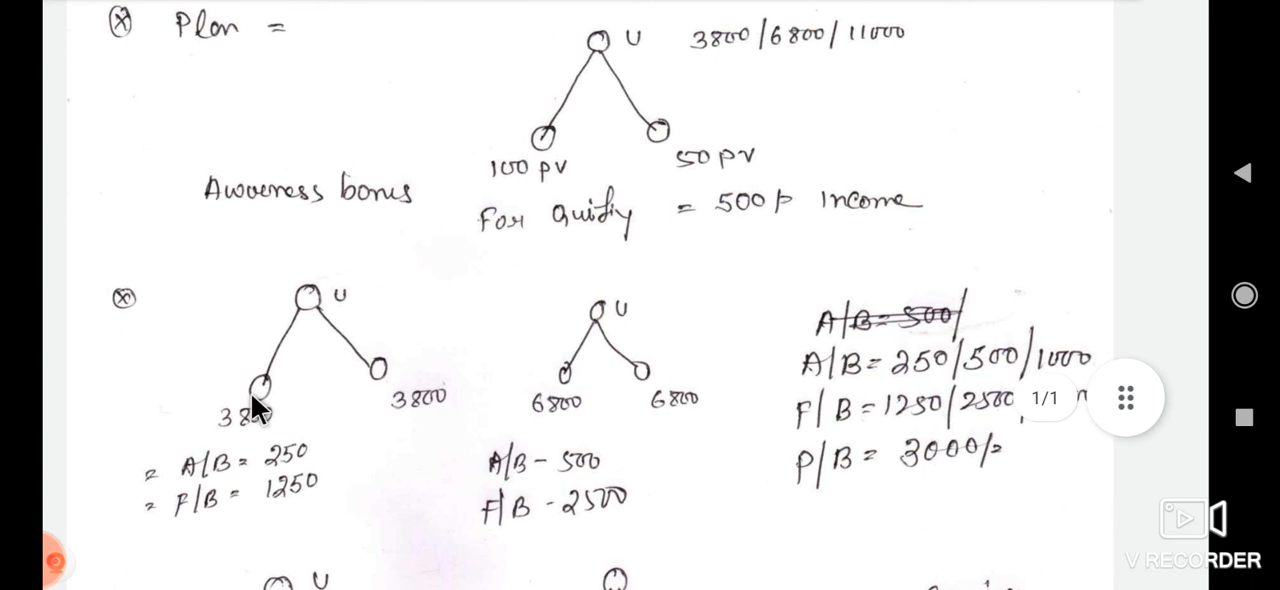 Plan =
U 3800/6800/11000
100 PV
50 PV
Awareness bonus
For = 500/- Income
U
3800
= A/B = 250
= F/B = 1250
U
6800 6800
A/B - 500
F/B - 2500
A/B = 500/
A/B = 250/500/1000
F/B = 1250/2500
P/B = 3000/-
1/1
U
V RECORDER